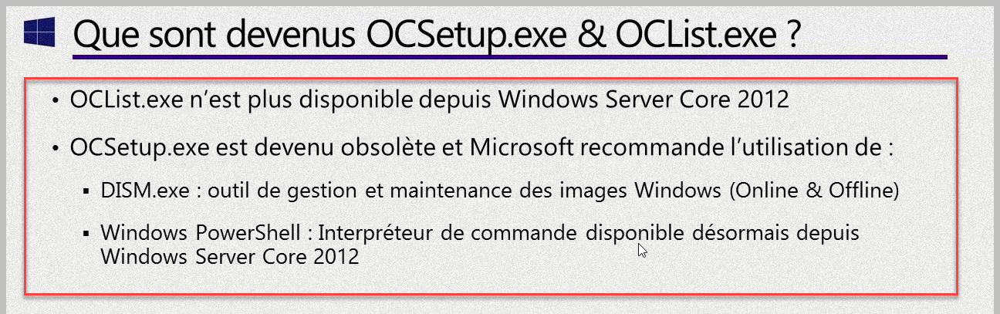 Que sont devenus OCSetup.exe & OCList.exe ?
• OCList.exe n’est plus disponible depuis Windows Server Core 2012
• OCSetup.exe est devenu obsolète et Microsoft recommande l’utilisation de :
▪ DISM.exe : outil de gestion et maintenance des images Windows (Online & Offline)
▪ Windows PowerShell : Interpréteur de commande disponible désormais depuis
Windows Server Core 2012